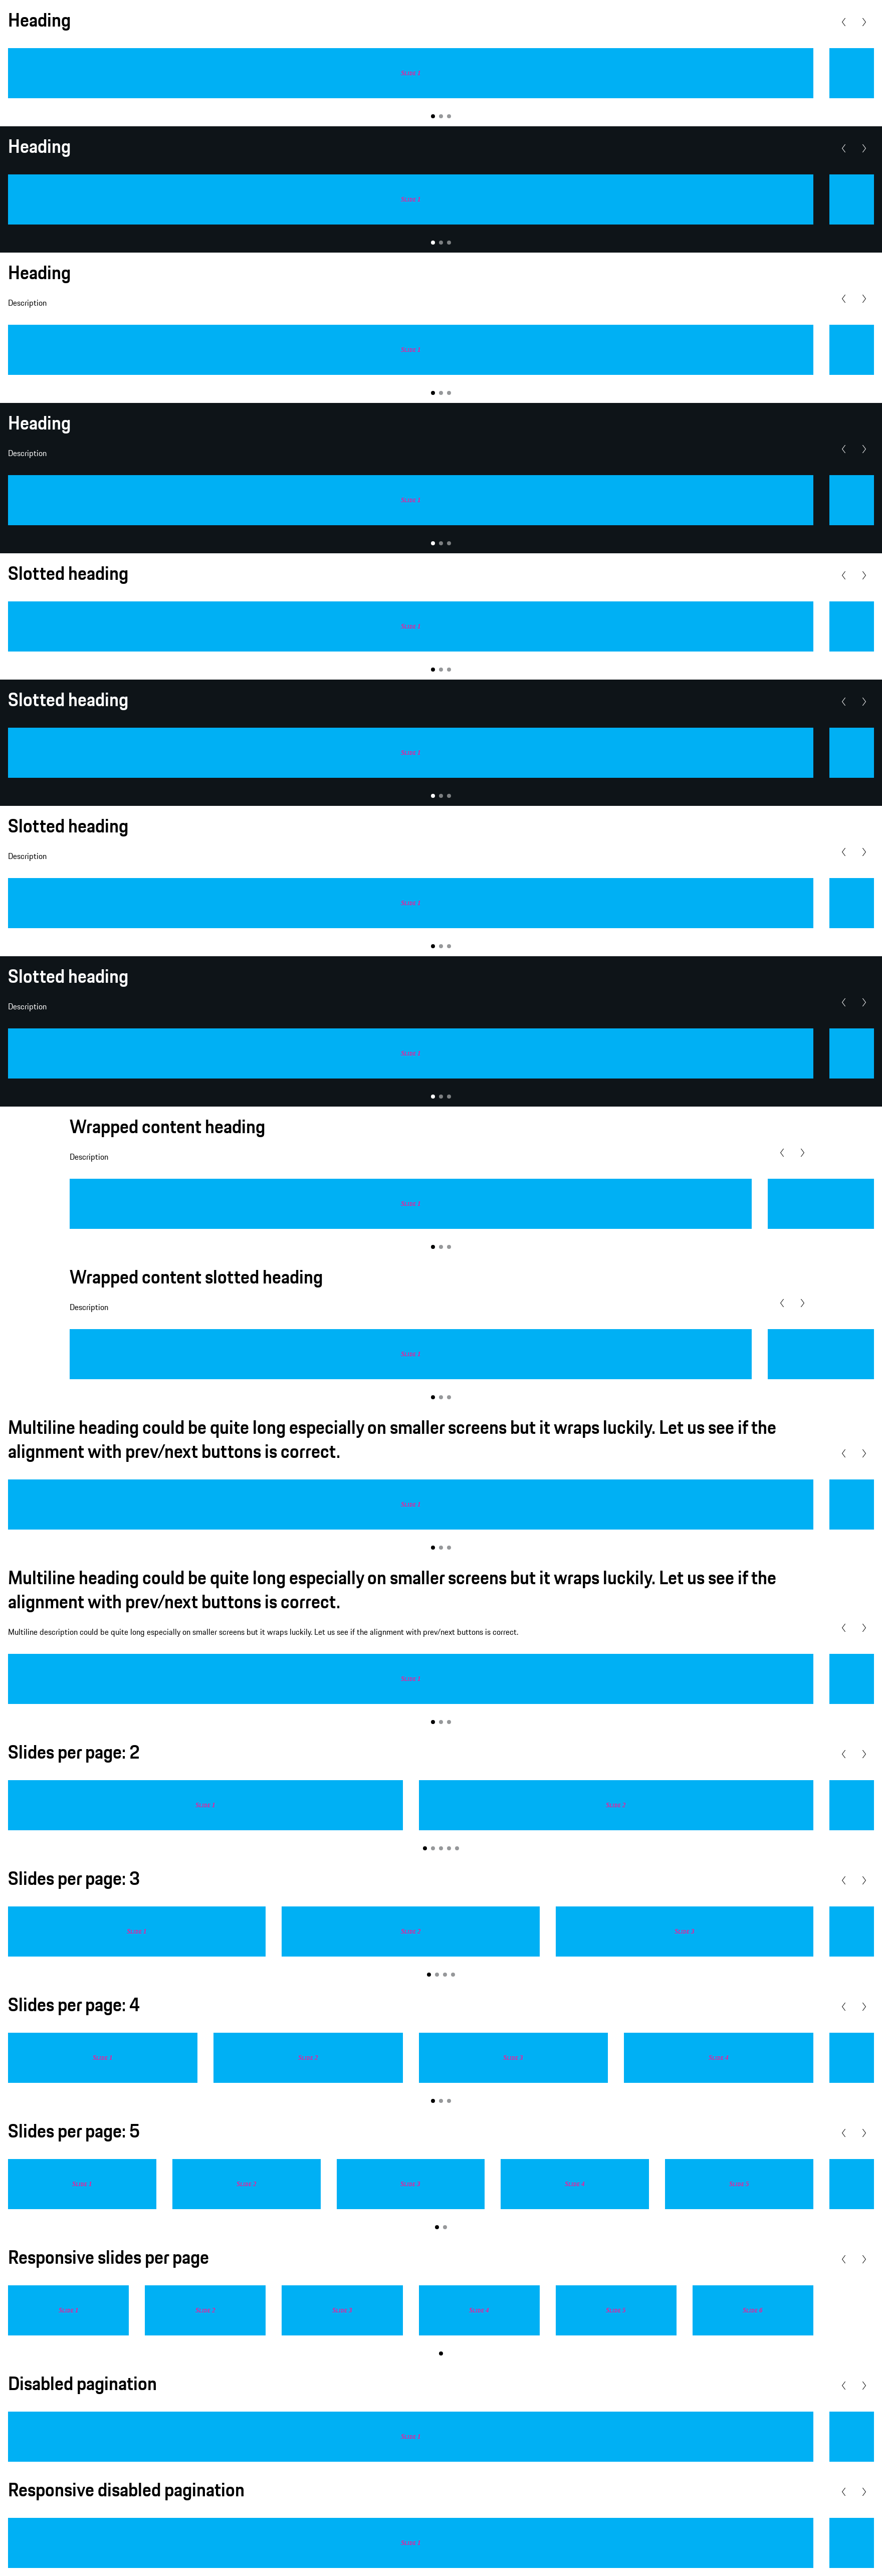 Heading
Slide 1
Heading
Slide 1
Heading
Description
Slide 1
Heading
Description
Slide 1
Slotted heading
Slide 1
Slotted heading
Slide 1
Slotted heading
Description
Slide 1
Slotted heading
Description
Slide 1
Wrapped content heading
Description
Slide 1
Wrapped content slotted heading
Description
Slide 1
Multiline heading could be quite long especially on smaller screens but it wraps luckily. Let us see if the
alignment with prev/next buttons is correct.
Slide 1
Multiline heading could be quite long especially on smaller screens but it wraps luckily. Let us see if the
alignment with prev/next buttons is correct.
Multiline description could be quite long especially on smaller screens but it wraps luckily. Let us see if the alignment with prev/next buttons is correct.
Slide 1
Slides per page: 2
Slide 1 Slide 2
Slides per page: 3
Slide 1 Slide 2 Slide 3
Slides per page: 4
Slide 1 Slide 2 Slide 3 Slide 4
Slides per page: 5
Slide 1 Slide 2 Slide 3 Slide 4 Slide 5
Responsive slides per page
Slide 1 Slide 2 Slide 3 Slide 4 Slide 5 Slide 6
Disabled pagination
Slide 1
Responsive disabled pagination
Slide 1